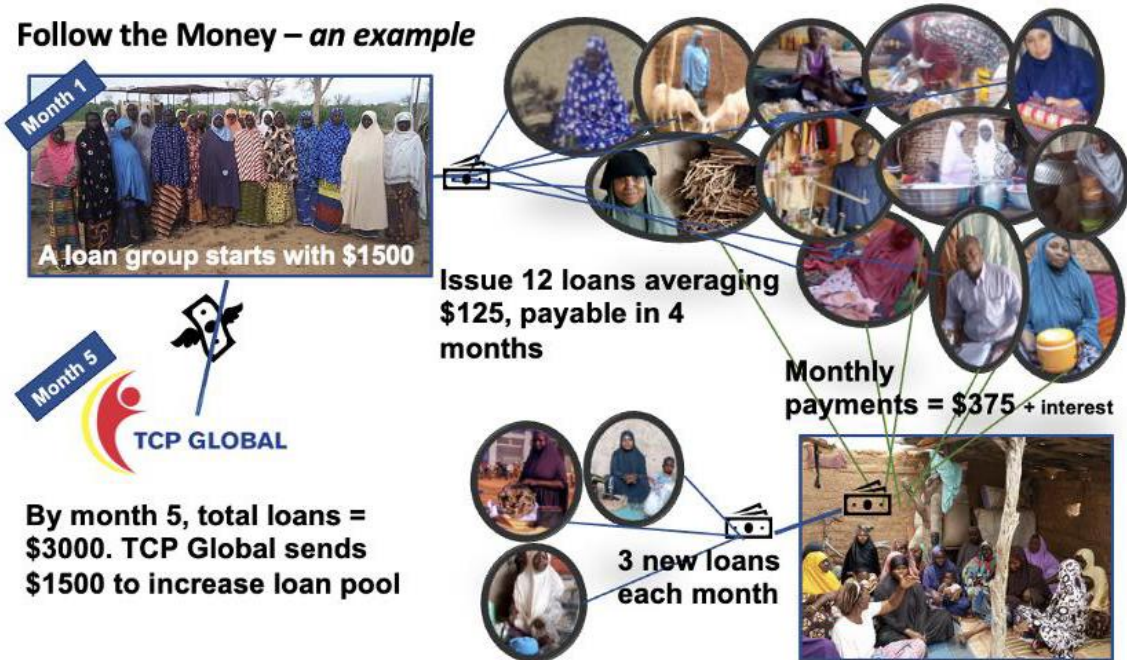 Follow the Money – an example
Month 1
A loan group starts with $1500
Issue 12 loans averaging
$125, payable in 4
months
Monthly
payments = $375 + interest
3 new loans
each month
Month 5
TCP GLOBAL
By month 5, total loans =
$3000. TCP Global sends
$1500 to increase loan pool